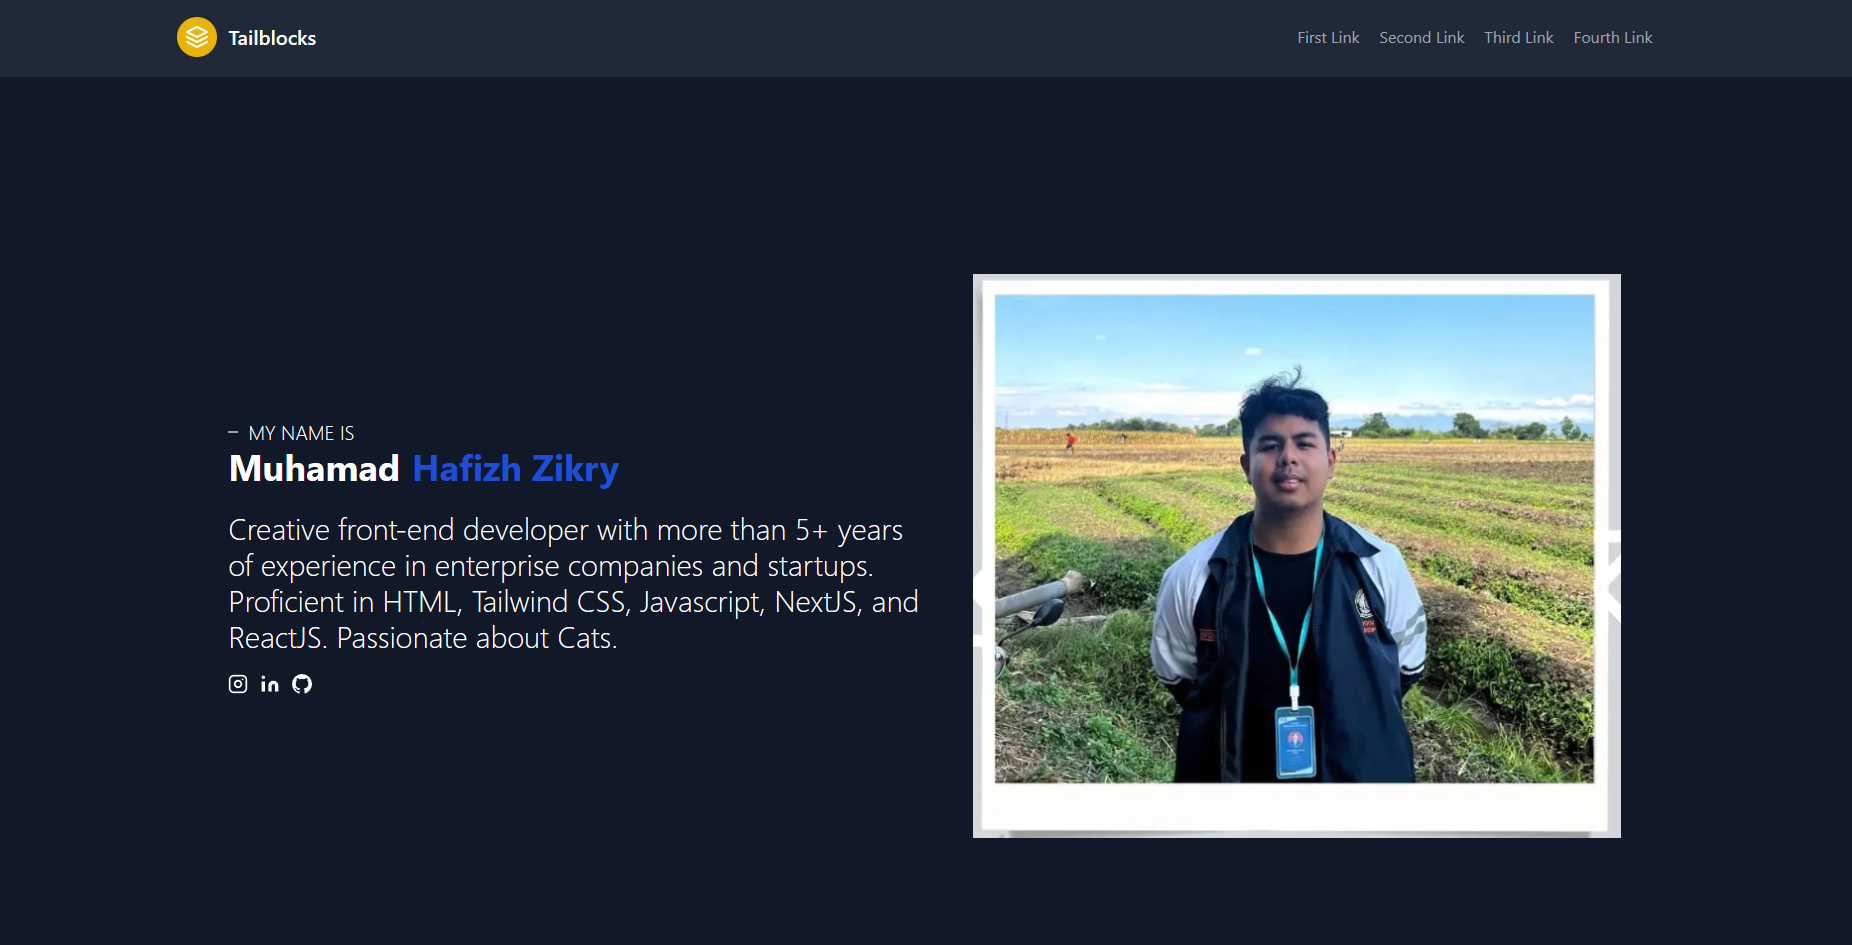 Tailblocks
First Link Second Link Third Link Fourth Link
– MY NAME IS
Muhamad Hafizh Zikry
Creative front-end developer with more than 5+ years
of experience in enterprise companies and startups.
Proficient in HTML, Tailwind CSS, Javascript, NextJS, and
ReactJS. Passionate about Cats.